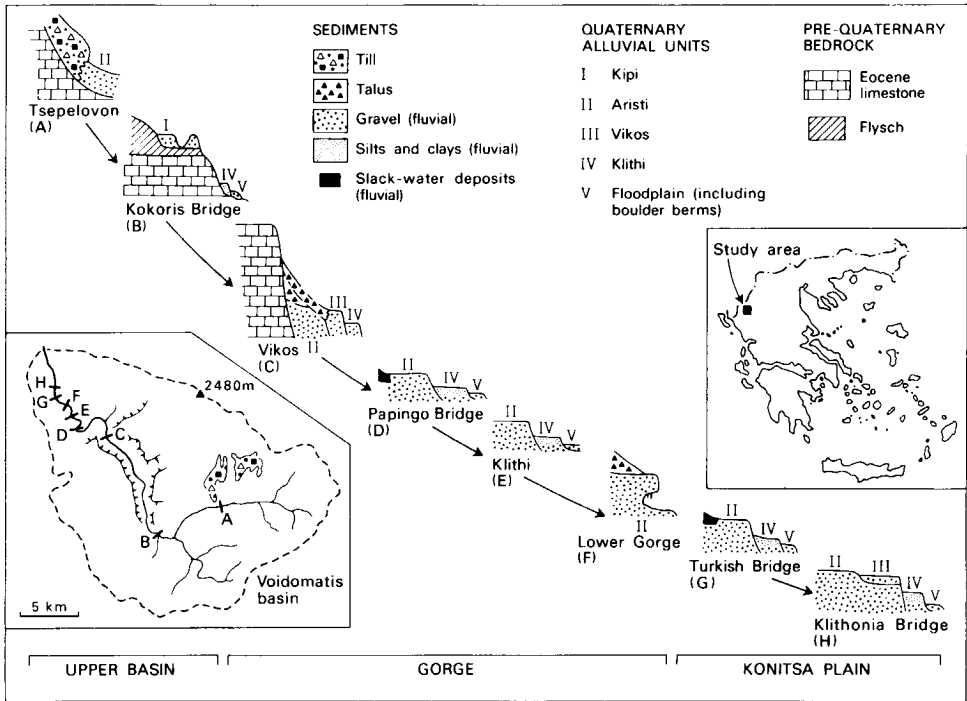 SEDIMENTS
Till
Talus
Gravel (fluvial)
Silts and clays (fluvial)
Slack-water deposits
(fluvial)
QUATERNARY
ALLUVIAL UNITS
I Kipi
II Aristi
III Vikos
IV Klithi
V Floodplain (including
boulder berms)
PRE-QUATERNARY
BEDROCK
Eocene
limestone
Flysch
II
Tsepelovon
(A)
I
IV
V
Kokoris Bridge
(B)
III
IV
Vikos II
(C)
II
IV
V
Papingo Bridge
(D)
II
IV
V
Klithi
(E)
II
Lower Gorge
(F)
II
IV
V
Turkish Bridge
(G)
II
III
IV
V
Klithonia Bridge
(H)
Study area
2480m
H
G
F
E
D
C
A
B
Voidomatis
basin
5 km
UPPER BASIN
GORGE
KONITSA PLAIN